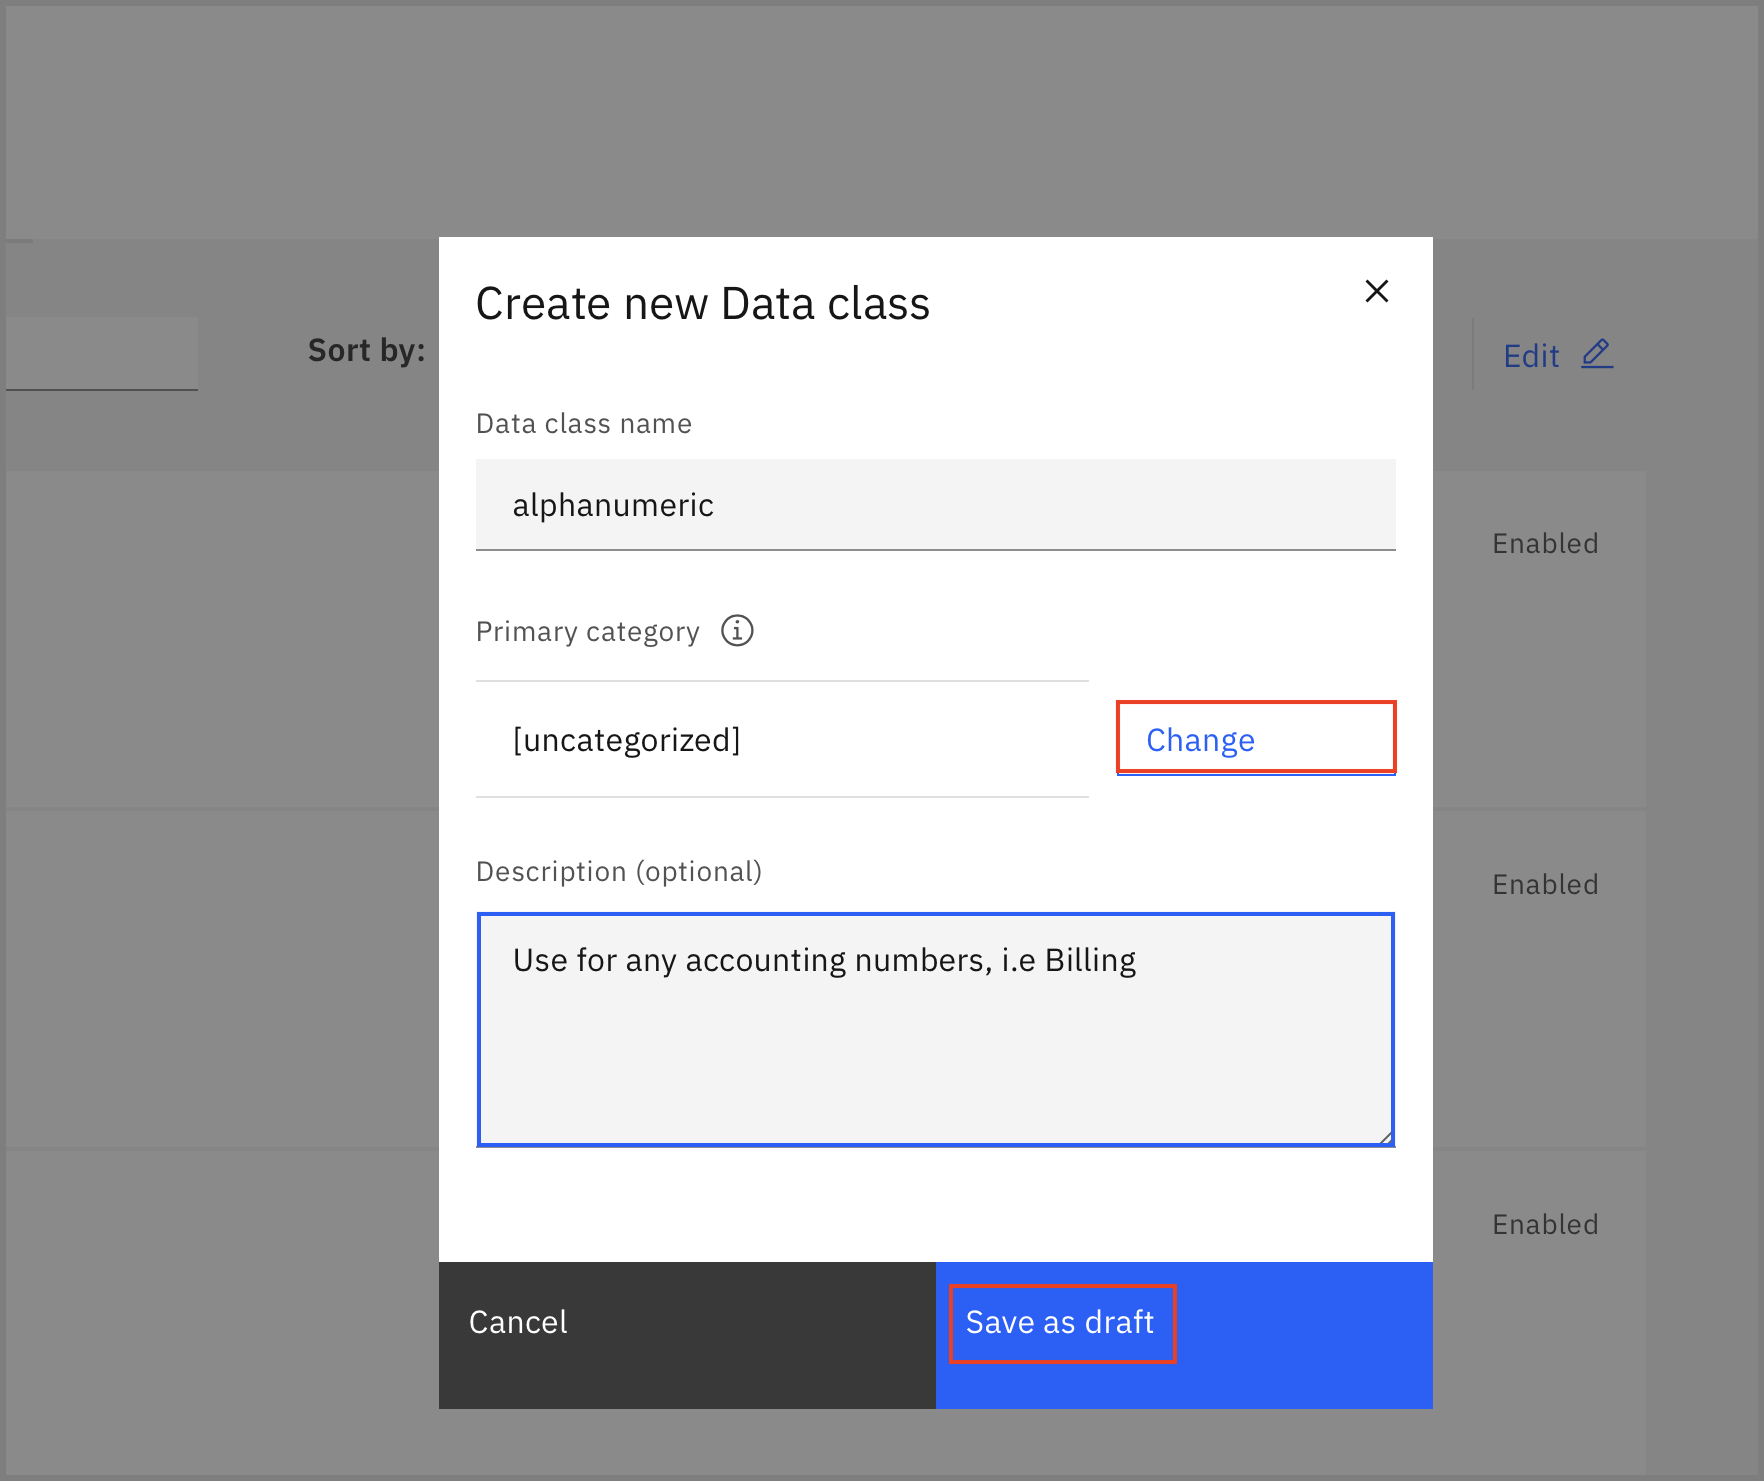 Create new Data class
Sort by:
Edit
Data class name
alphanumeric
Enabled
Primary category
[uncategorized]
Change
Description (optional)
Enabled
Use for any accounting numbers, i.e Billing
Enabled
Cancel
Save as draft